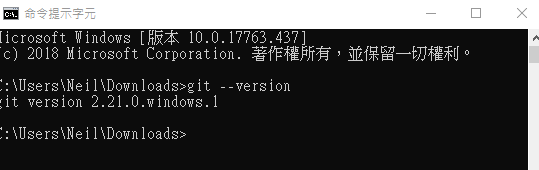 命令提示字元
Microsoft Windows [版本 10.0.17763.437]
(c) 2018 Microsoft Corporation. 著作權所有，並保留一切權利。
C:\Users\Neil\Downloads>git --version
git version 2.21.0.windows.1
C:\Users\Neil\Downloads>